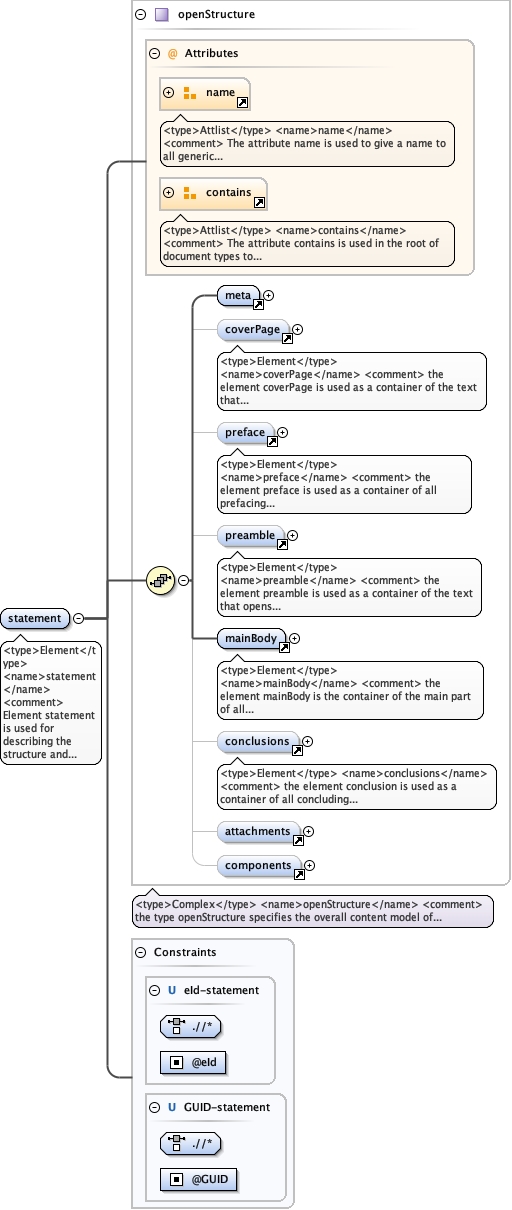 openStructure
@ Attributes
name
<type>Attlist</type> <name>name</name>
<comment> The attribute name is used to give a name to
all generic...
contains
<type>Attlist</type> <name>contains</name>
<comment> The attribute contains is used in the root of
document types to...
meta
coverPage
<type>Element</type>
<name>coverPage</name> <comment> the
element coverPage is used as a container of the text
that...
preface
<type>Element</type>
<name>preface</name> <comment> the
element preface is used as a container of all
prefacing...
preamble
<type>Element</type>
<name>preamble</name> <comment> the
element preamble is used as a container of the text
that opens...
statement
<type>Element</t
ype>
<name>statement
</name>
<comment>
Element statement
is used for
describing the
structure and...
mainBody
<type>Element</type>
<name>mainBody</name> <comment> the
element mainBody is the container of the main part
of all...
conclusions
<type>Element</type> <name>conclusions</name>
<comment> the element conclusion is used as a
container of all concluding...
attachments
components
<type>Complex</type> <name>openStructure</name> <comment>
the type openStructure specifies the overall content model of...
Constraints
U eId-statement
.//*
@eId
U GUID-statement
.//*
@GUID